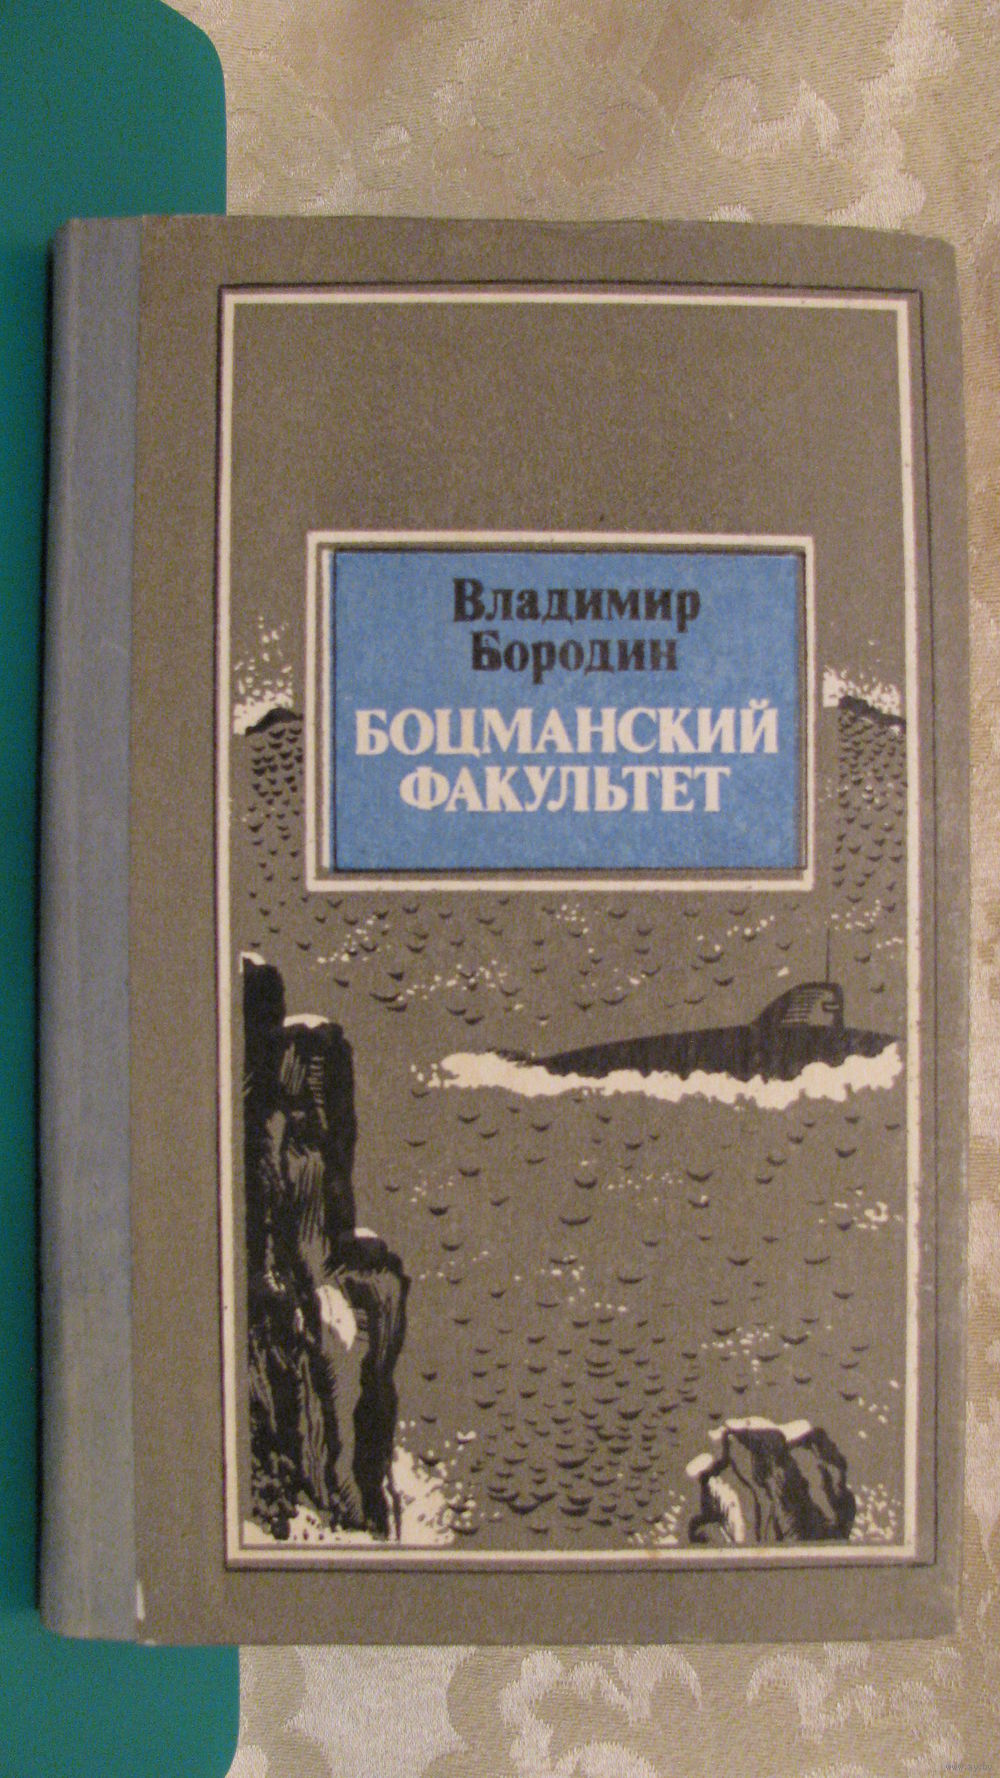 Владимир
Бородин
БОЦМАНСКИЙ
ФАКУЛЬТЕТ